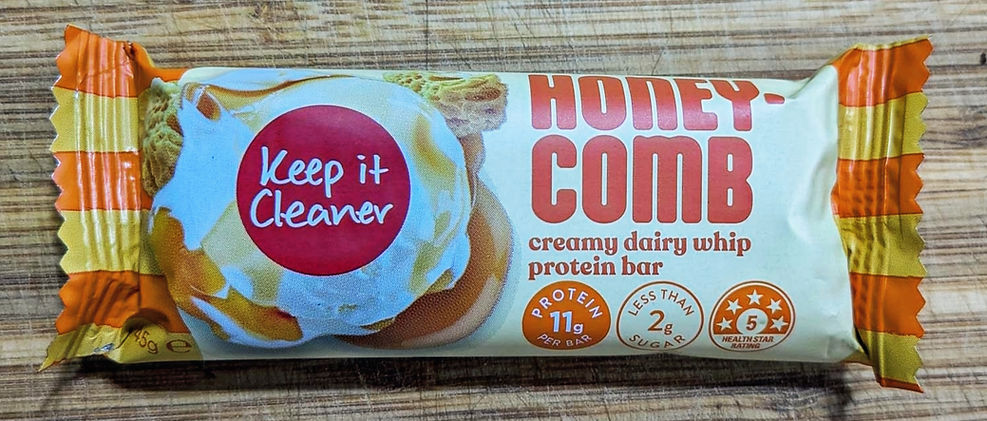 Keep it
Cleaner
HONEY-
COMB
creamy dairy whip
protein bar
PROTEIN
11g
PER BAR
LESS THAN
2g
SUGAR
5
HEALTH STAR
RATING
45g e